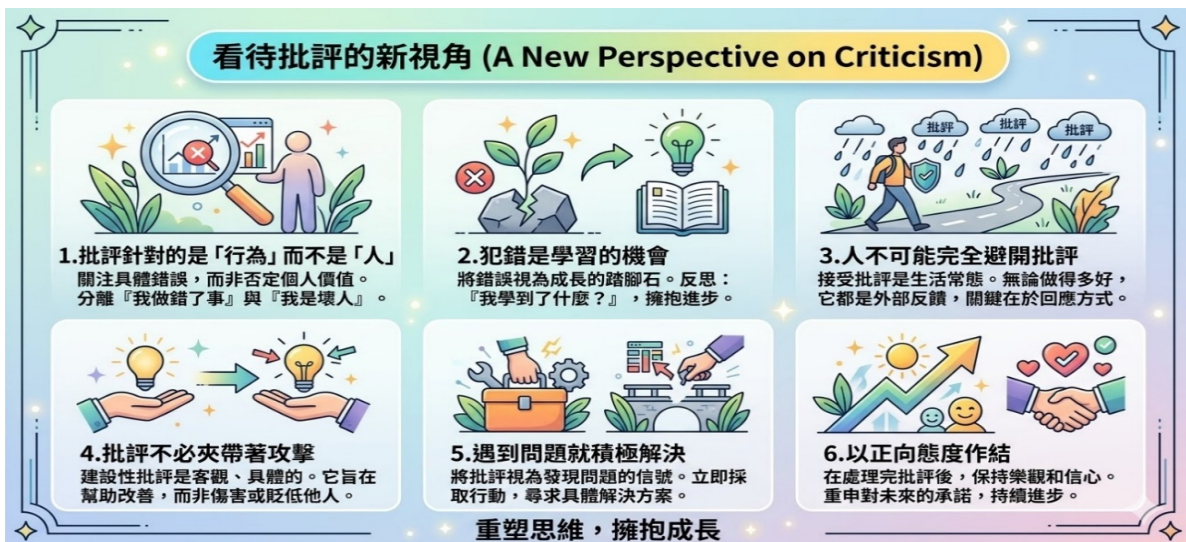 看待批評的新視角 (A New Perspective on Criticism)
1.批評針對的是「行為」而不是「人」
關注具體錯誤，而非否定個人價值。
分離『我做錯了事』與『我是壞人』。
2.犯錯是學習的機會
將錯誤視為成長的踏腳石。反思：
『我學到了什麼？』，擁抱進步。
批評
批評
批評
3.人不可能完全避開批評
接受批評是生活常態。無論做得多好，
它都是外部反饋，關鍵在於回應方式。
4.批評不必夾帶著攻擊
建設性批評是客觀、具體的。它旨在
幫助改善，而非傷害或貶低他人。
5.遇到問題就積極解決
將批評視為發現問題的信號。立即採
取行動，尋求具體解決方案。
6.以正向態度作結
在處理完批評後，保持樂觀和信心。
重申對未來的承諾，持續進步。
重塑思維，擁抱成長